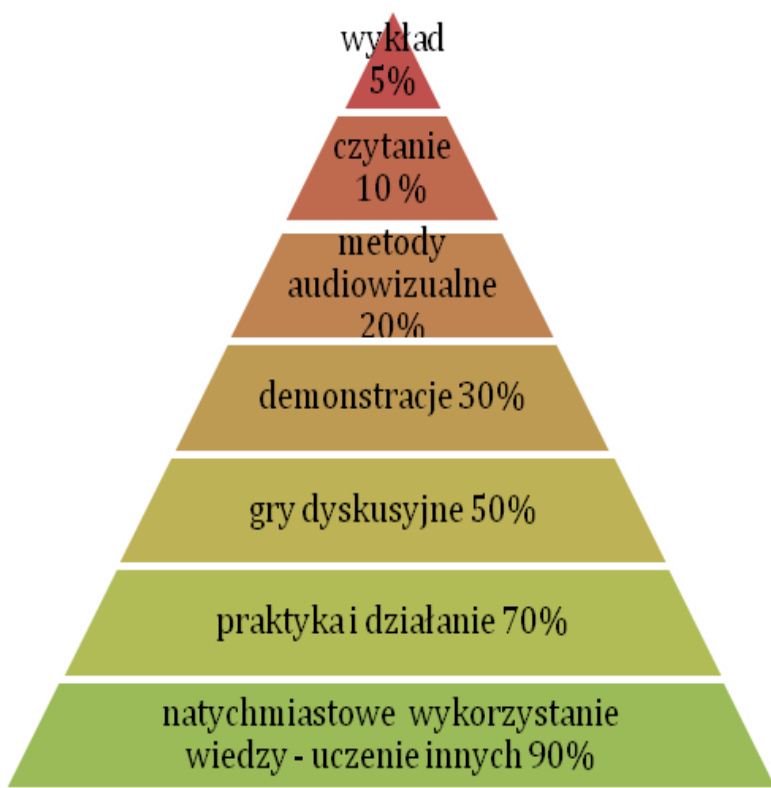 wykład
5%
czytanie
10 %
metody
audiowizualne
20%
demonstracje 30%
gry dyskusyjne 50%
praktyka i działanie 70%
natychmiastowe wykorzystanie
wiedzy - uczenie innych 90%